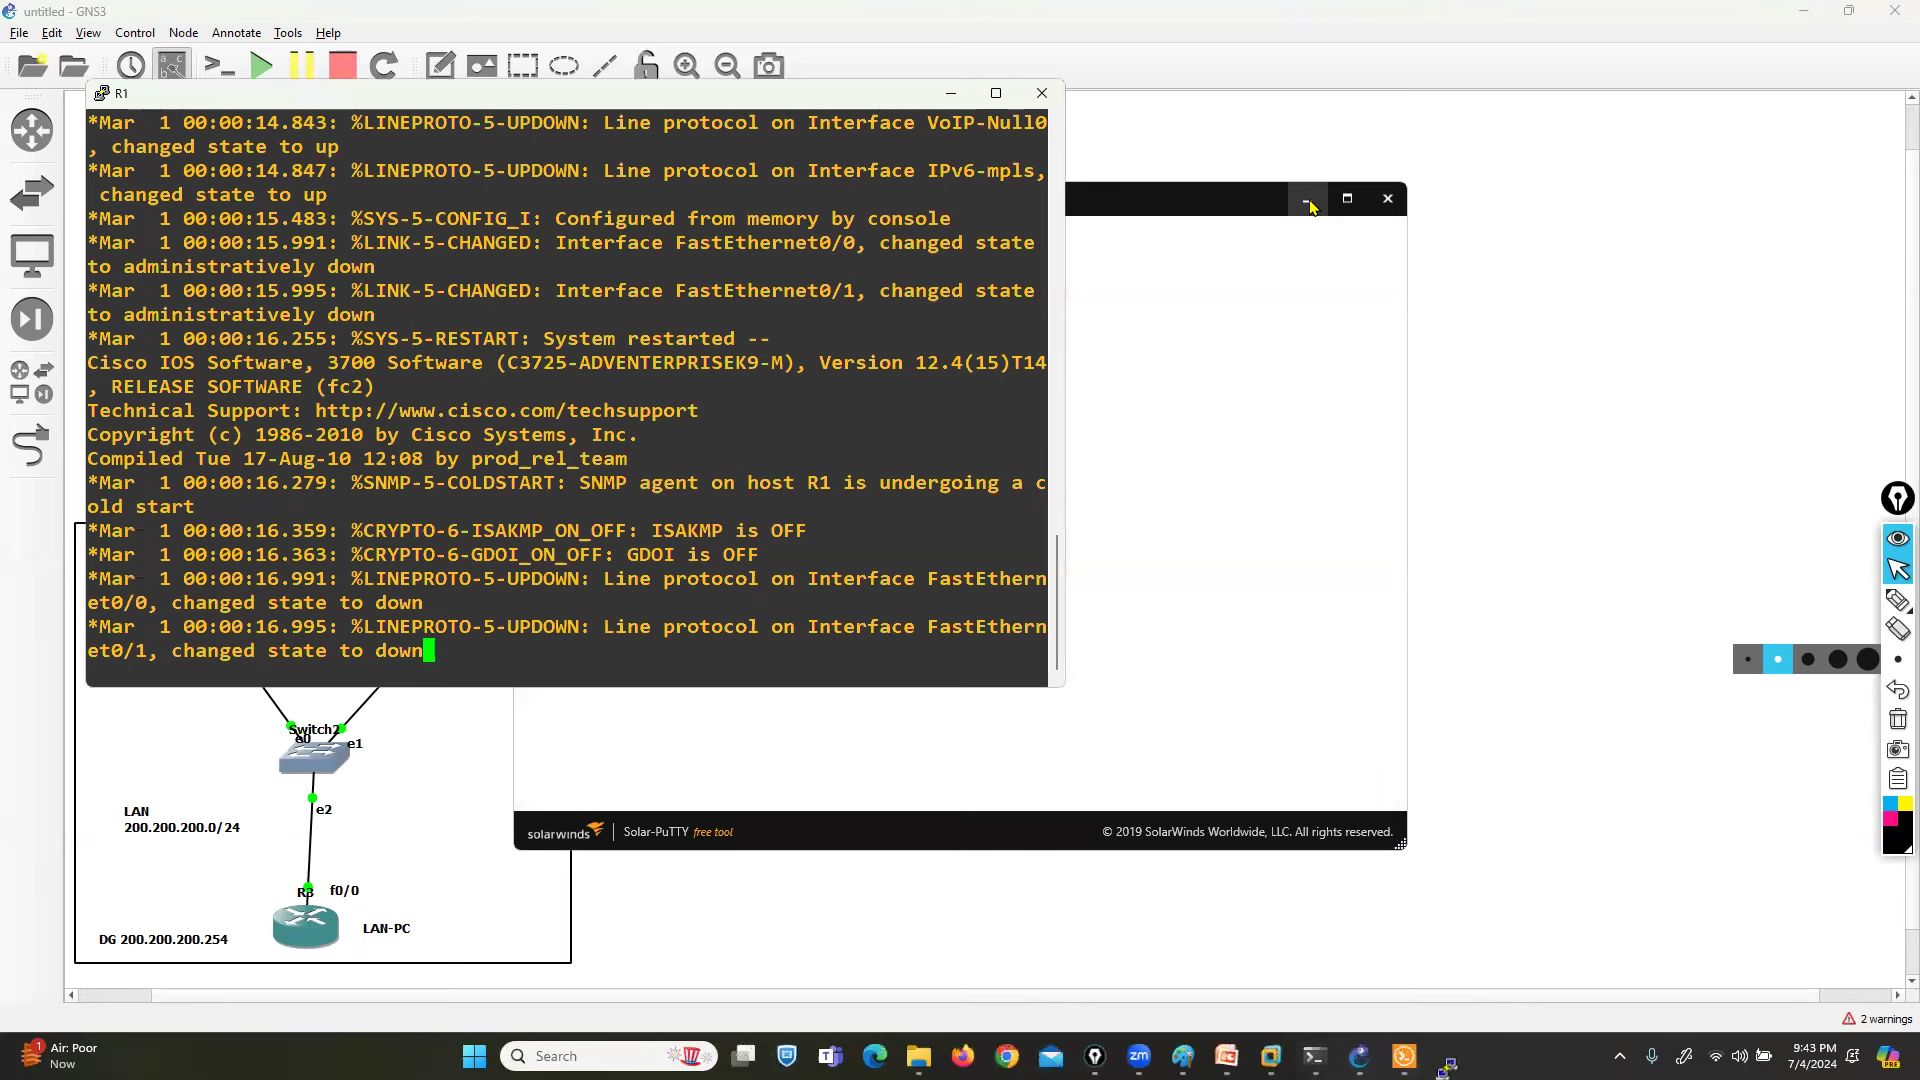 untitled - GNS3
File Edit View Control Node Annotate Tools Help
R1
*Mar  1 00:00:14.843: %LINEPROTO-5-UPDOWN: Line protocol on Interface VoIP-Null0
, changed state to up
*Mar  1 00:00:14.847: %LINEPROTO-5-UPDOWN: Line protocol on Interface IPv6-mpls,
 changed state to up
*Mar  1 00:00:15.483: %SYS-5-CONFIG_I: Configured from memory by console
*Mar  1 00:00:15.991: %LINK-5-CHANGED: Interface FastEthernet0/0, changed state
to administratively down
*Mar  1 00:00:15.995: %LINK-5-CHANGED: Interface FastEthernet0/1, changed state
to administratively down
*Mar  1 00:00:16.255: %SYS-5-RESTART: System restarted --
Cisco IOS Software, 3700 Software (C3725-ADVENTERPRISEK9-M), Version 12.4(15)T14
, RELEASE SOFTWARE (fc2)
Technical Support: http://www.cisco.com/techsupport
Copyright (c) 1986-2010 by Cisco Systems, Inc.
Compiled Tue 17-Aug-10 12:08 by prod_rel_team
*Mar  1 00:00:16.279: %SNMP-5-COLDSTART: SNMP agent on host R1 is undergoing a c
old start
*Mar  1 00:00:16.359: %CRYPTO-6-ISAKMP_ON_OFF: ISAKMP is OFF
*Mar  1 00:00:16.363: %CRYPTO-6-GDOI_ON_OFF: GDOI is OFF
*Mar  1 00:00:16.991: %LINEPROTO-5-UPDOWN: Line protocol on Interface FastEthern
et0/0, changed state to down
*Mar  1 00:00:16.995: %LINEPROTO-5-UPDOWN: Line protocol on Interface FastEthern
et0/1, changed state to down
Switch2
e0
e1
e2
LAN
200.200.200.0/24
R3
f0/0
LAN-PC
DG 200.200.200.254
solarwinds Solar-PuTTY free tool
© 2019 SolarWinds Worldwide, LLC. All rights reserved.
2 warnings
1
Air: Poor
Now
Search
zm
9:43 PM
7/4/2024
PRE